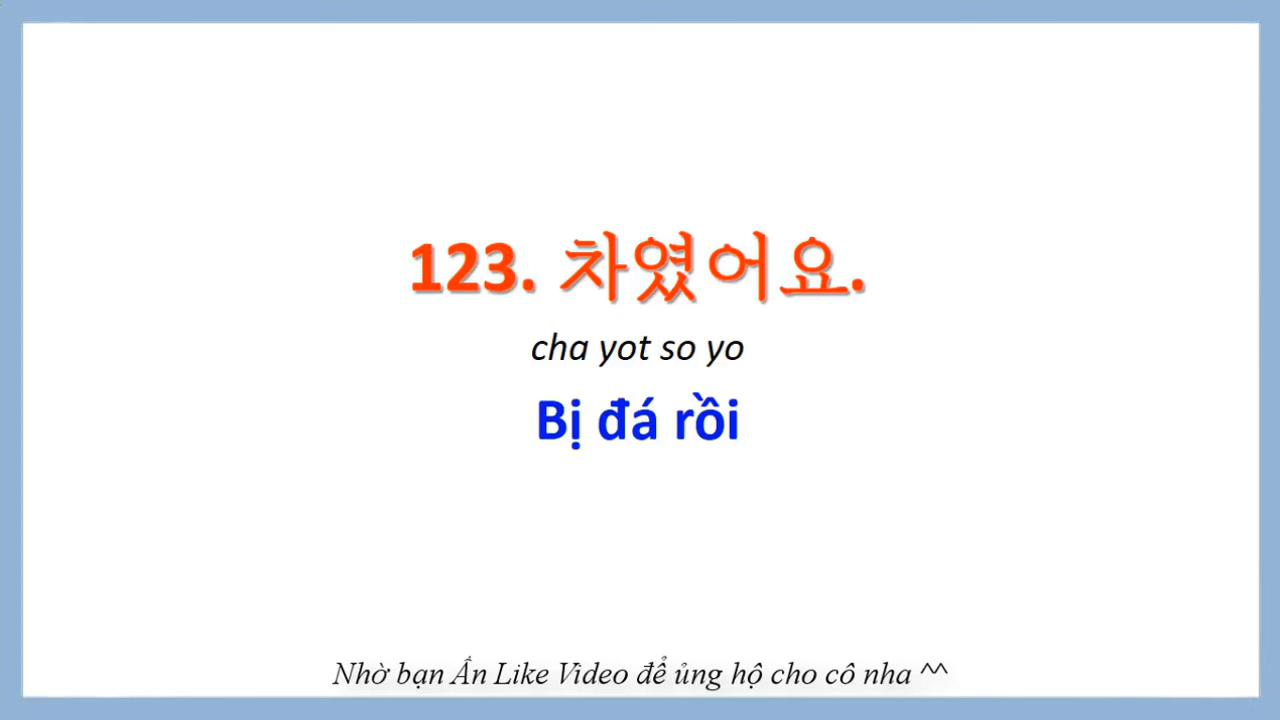 123. 차였어요.
cha yot so yo
Bị đá rồi
Nhờ bạn Ấn Like Video để ủng hộ cho cô nha ^^